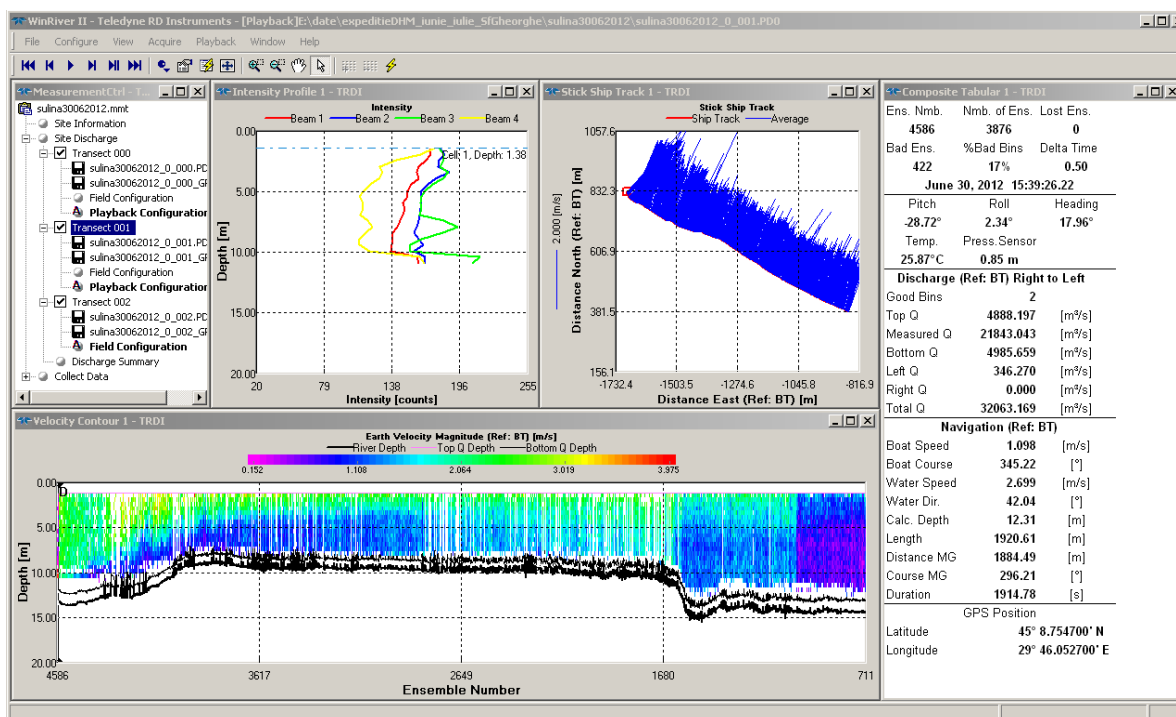 WinRiver II - Teledyne RD Instruments - [Playback]E:\date\expeditieDHM_iunie_iulie_SfGheorghe\sulina30062012\sulina30062012_0_001.PD0
File Configure View Acquire Playback Window Help
MeasurementCtrl - T...
sulina30062012.mmt
Site Information
Site Discharge
Transect 000
sulina30062012_0_000.PD
sulina30062012_0_000_GP
Field Configuration
Playback Configuration
Transect 001
sulina30062012_0_001.PD
sulina30062012_0_001_GP
Field Configuration
Playback Configuration
Transect 002
sulina30062012_0_002.PD
sulina30062012_0_002_GP
Field Configuration
Discharge Summary
Collect Data
Intensity Profile 1 - TRDI
Intensity
Beam 1 Beam 2 Beam 3 Beam 4
Cell: 1, Depth: 1.38
Depth [m]
0.00
5.00
10.00
15.00
20.00
20 79 138 196 255
Intensity [counts]
Stick Ship Track 1 - TRDI
Stick Ship Track
Ship Track Average
2.000 [m/s]
Distance North (Ref: BT) [m]
1057.6
832.3
606.9
381.5
156.1
-1732.4 -1503.5 -1274.6 -1045.8 -816.9
Distance East (Ref: BT) [m]
Composite Tabular 1 - TRDI
Ens. Nmb. Nmb. of Ens. Lost Ens.
4586 3876 0
Bad Ens. %Bad Bins Delta Time
422 17% 0.50
June 30, 2012 15:39:26.22
Pitch Roll Heading
-28.72° 2.34° 17.96°
Temp. Press.Sensor
25.87°C 0.85 m
Discharge (Ref: BT) Right to Left
Good Bins 2
Top Q 4888.197 [m³/s]
Measured Q 21843.043 [m³/s]
Bottom Q 4985.659 [m³/s]
Left Q 346.270 [m³/s]
Right Q 0.000 [m³/s]
Total Q 32063.169 [m³/s]
Navigation (Ref: BT)
Boat Speed 1.098 [m/s]
Boat Course 345.22 [°]
Water Speed 2.699 [m/s]
Water Dir. 42.04 [°]
Calc. Depth 12.31 [m]
Length 1920.61 [m]
Distance MG 1884.49 [m]
Course MG 296.21 [°]
Duration 1914.78 [s]
GPS Position
Latitude 45° 8.754700' N
Longitude 29° 46.052700' E
Velocity Contour 1 - TRDI
Earth Velocity Magnitude (Ref: BT) [m/s]
River Depth Top Q Depth Bottom Q Depth
0.152 1.108 2.064 3.019 3.975
D
Depth [m]
0.00
5.00
10.00
15.00
20.00
4586 3617 2649 1680 711
Ensemble Number